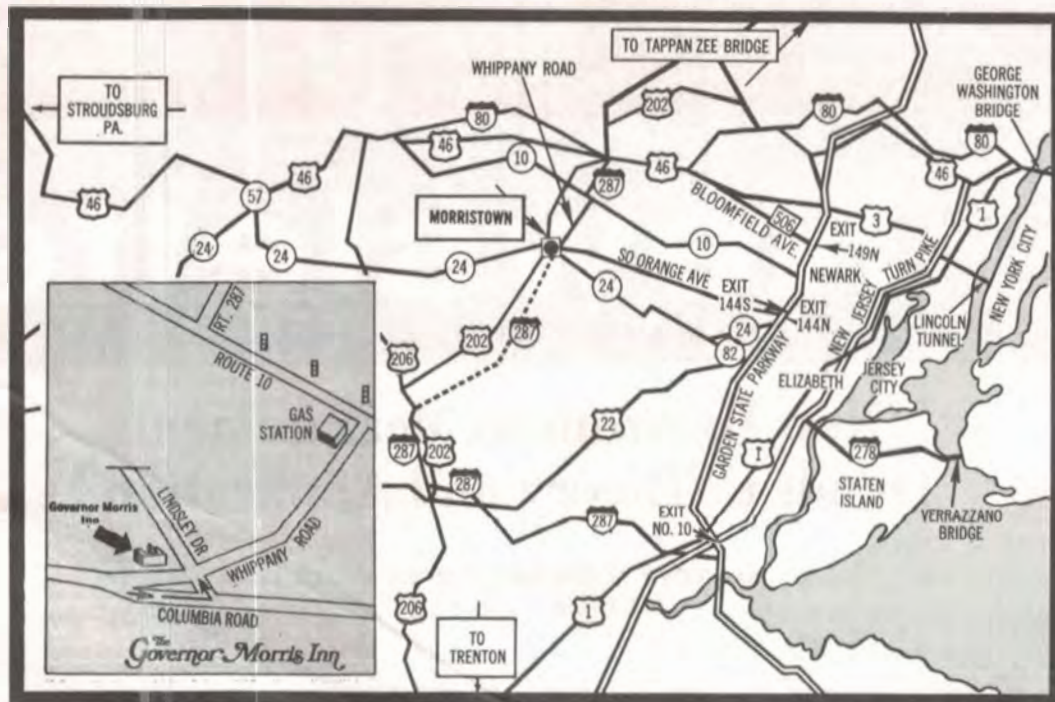 TO TAPPAN ZEE BRIDGE
WHIPPANY ROAD
GEORGE
WASHINGTON
BRIDGE
TO
STROUDSBURG
PA.
202
80
80
80
46
46
46
46
46
10
57
287
MORRISTOWN
BLOOMFIELD AVE.
506
EXIT
149N
3
1
24
24
24
10
SO ORANGE AVE
EXIT
144S
NEWARK
EXIT
144N
24
24
82
NEW JERSEY TURN PIKE
NEW YORK CITY
LINCOLN
TUNNEL
JERSEY
CITY
ELIZABETH
GARDEN STATE PARKWAY
206
202
287
22
1
278
STATEN
ISLAND
VERRAZZANO
BRIDGE
287
202
287
287
EXIT
NO. 10
206
1
TO
TRENTON
RT. 287
ROUTE 10
GAS
STATION
LINDSLEY DR
Governor Morris
Inn
WHIPPANY ROAD
COLUMBIA ROAD
The
Governor Morris Inn